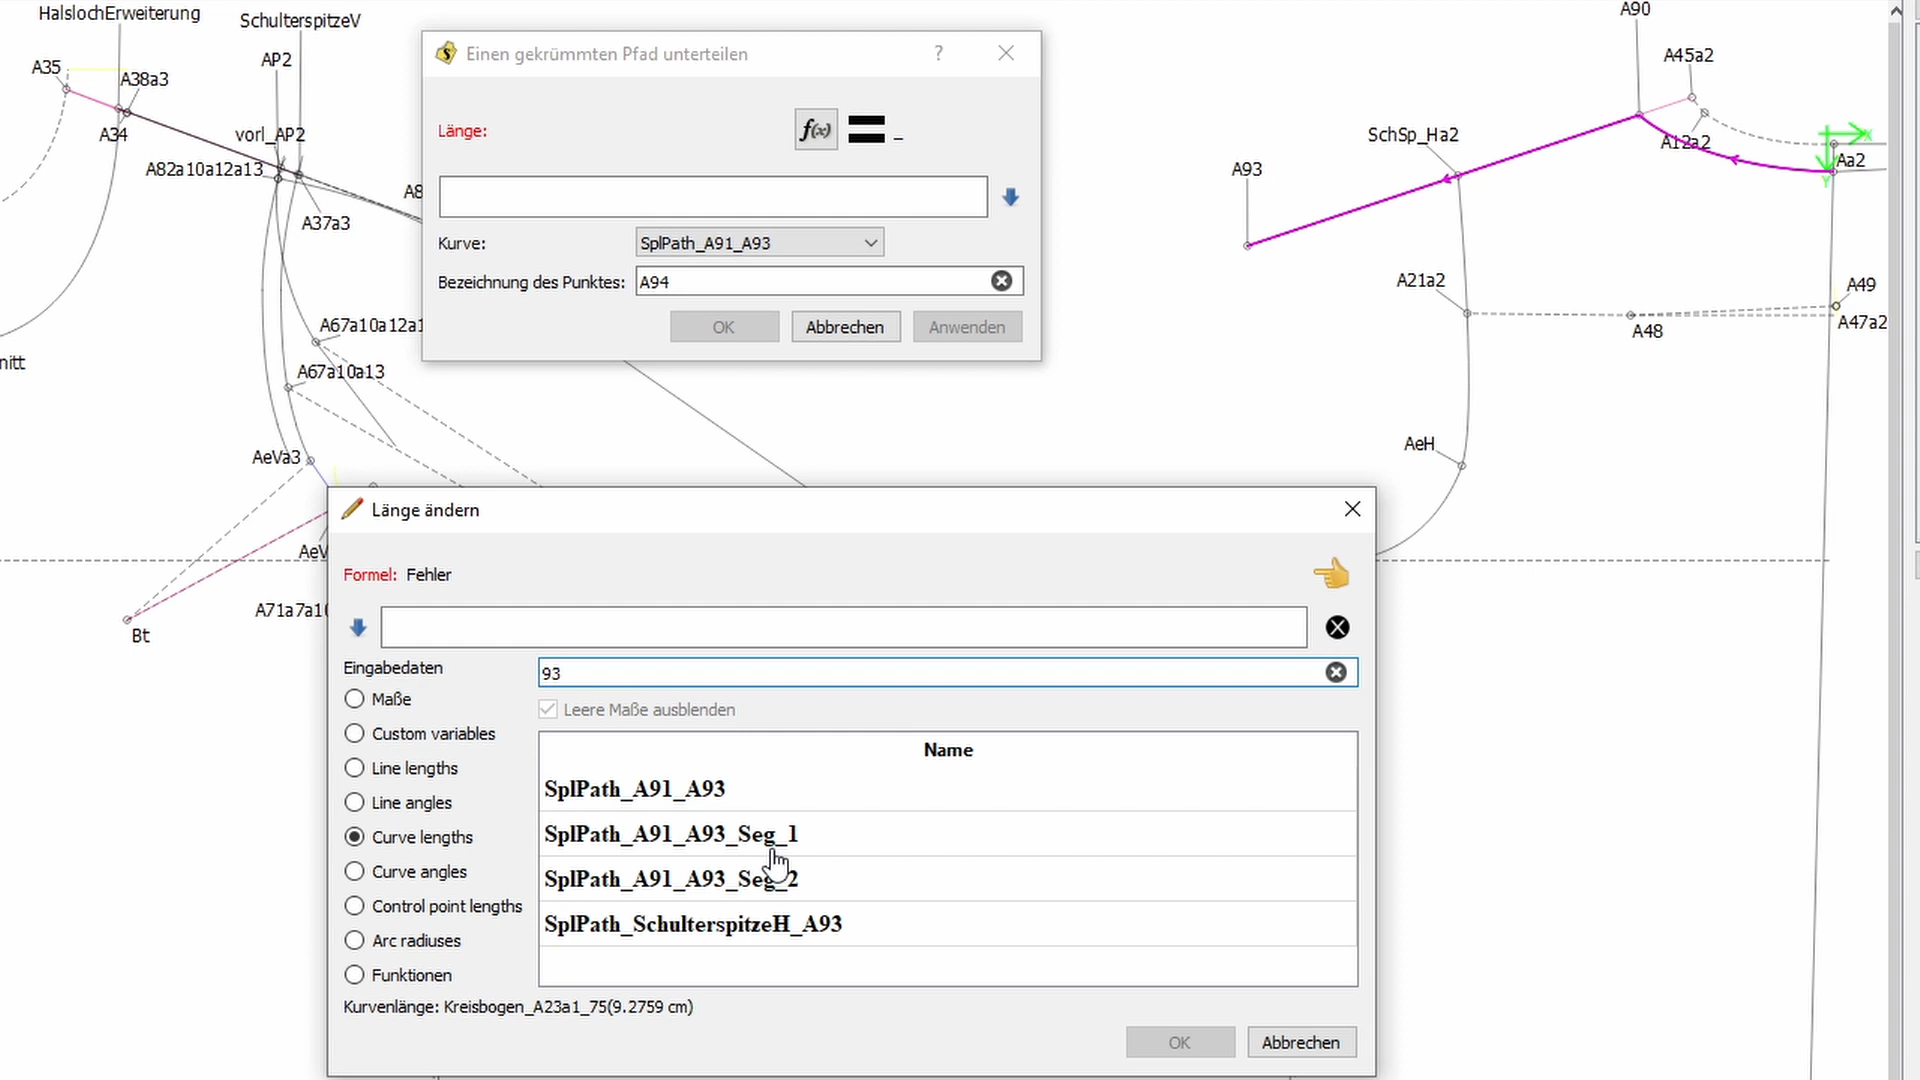 HalslochErweiterung
SchulterspitzeV
A90
A35
AP2
A38a3
A45a2
Einen gekrümmten Pfad unterteilen
?
A34
vorl_AP2
Länge:
f(x)
_
SchSp_Ha2
A12a2
X
A82a10a12a13
A8
A93
Aa2
Y
A37a3
Kurve:
SplPath_A91_A93
Bezeichnung des Punktes:
A94
A21a2
A49
A67a10a12a1
OK
Abbrechen
Anwenden
A48
A47a2
nitt
A67a10a13
AeVa3
AeH
Länge ändern
AeV
Formel: Fehler
A71a7a10
Bt
Eingabedaten
93
Maße
Leere Maße ausblenden
Custom variables
Name
Line lengths
SplPath_A91_A93
Line angles
SplPath_A91_A93_Seg_1
Curve lengths
Curve angles
SplPath_A91_A93_Seg_2
Control point lengths
SplPath_SchulterspitzeH_A93
Arc radiuses
Funktionen
Kurvenlänge: Kreisbogen_A23a1_75(9.2759 cm)
OK
Abbrechen